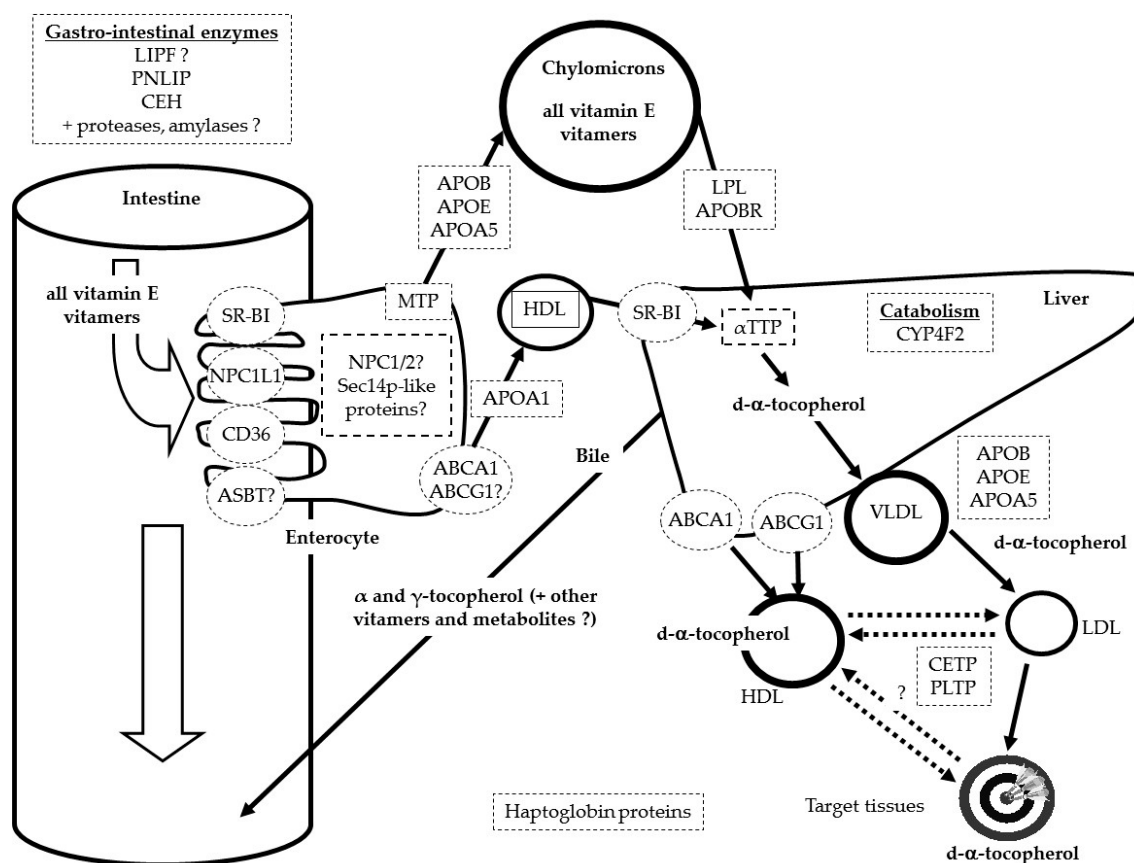 Gastro-intestinal enzymes
LIPF ?
PNLIP
CEH
+ proteases, amylases ?
Chylomicrons
all vitamin E
vitamers
Intestine
APOB
APOE
APOA5
LPL
APOBR
all vitamin E
vitamers
SR-BI
NPC1L1
CD36
ASBT?
MTP
NPC1/2?
Sec14p-like
proteins?
HDL
APOA1
ABCA1
ABCG1?
Enterocyte
SR-BI
αTTP
Liver
Catabolism
CYP4F2
d-α-tocopherol
Bile
ABCA1
ABCG1
VLDL
APOB
APOE
APOA5
d-α-tocopherol
α and γ-tocopherol (+ other
vitamers and metabolites ?)
d-α-tocopherol
HDL
LDL
CETP
PLTP
?
Haptoglobin proteins
Target tissues
d-α-tocopherol